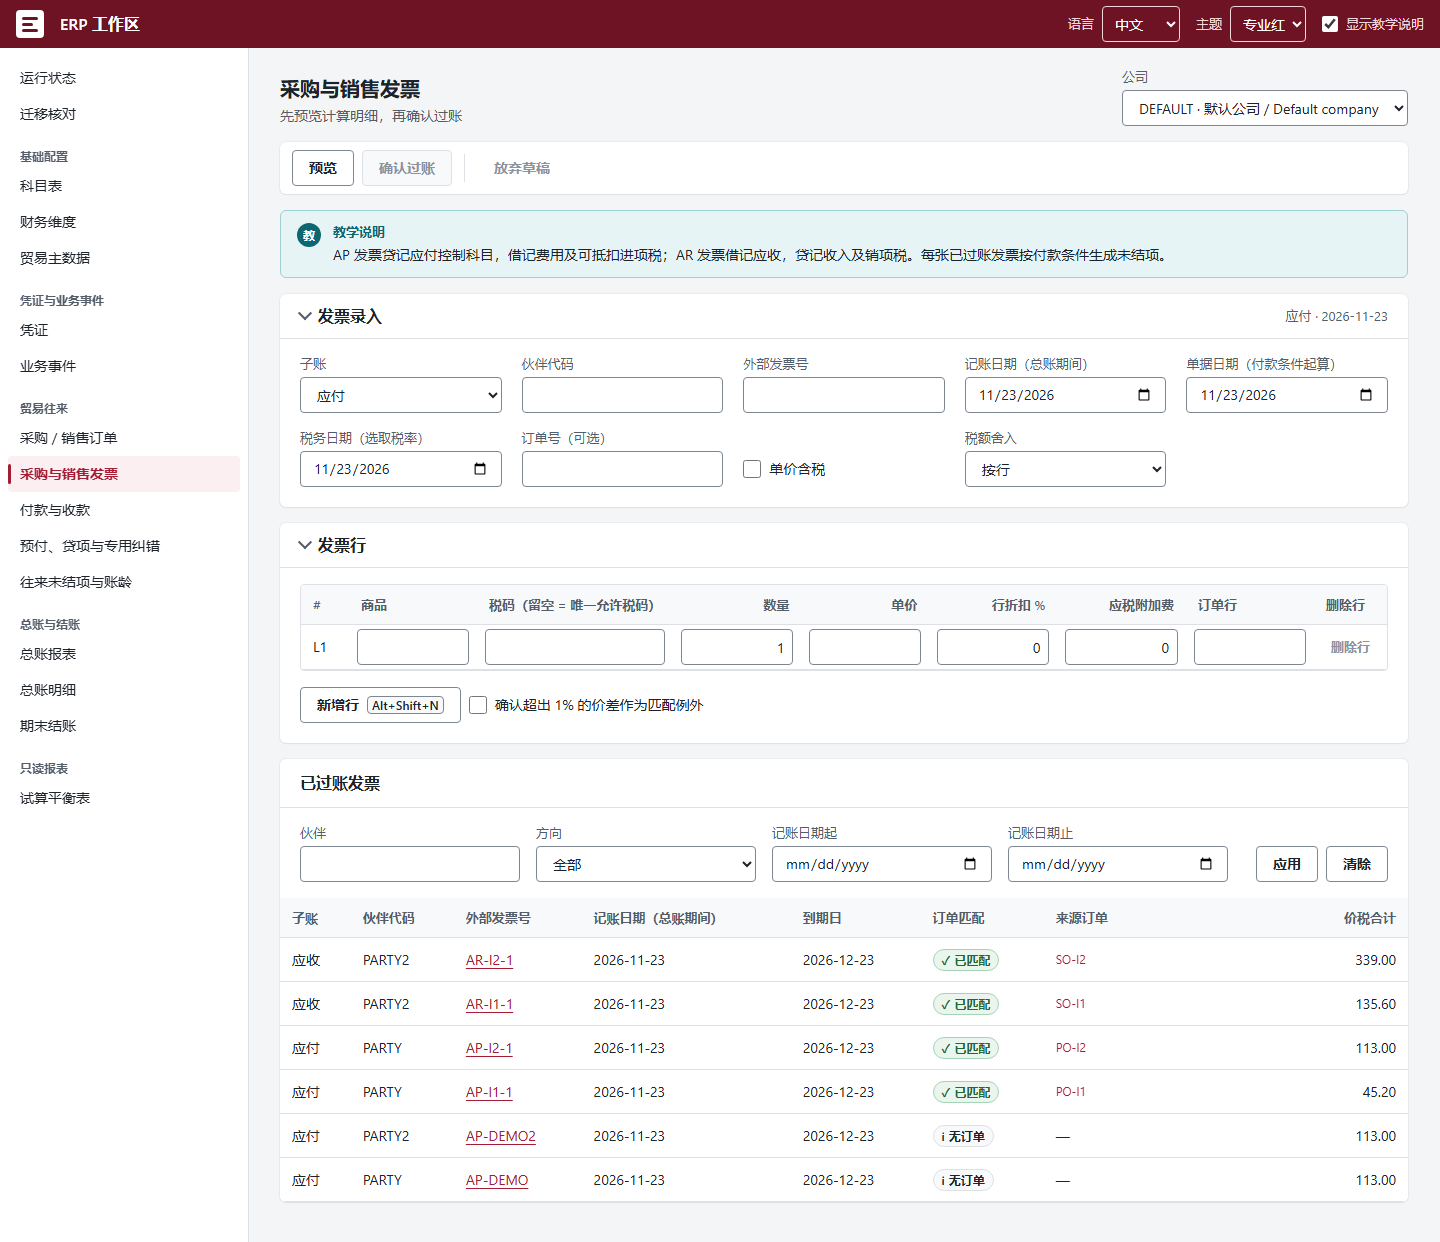 ERP 工作区
语言 中文 主题 专业红 显示教学说明
运行状态
迁移核对
基础配置
科目表
财务维度
贸易主数据
凭证与业务事件
凭证
业务事件
贸易往来
采购 / 销售订单
采购与销售发票
付款与收款
预付、贷项与专用纠错
往来未结项与账龄
总账与结账
总账报表
总账明细
期末结账
只读报表
试算平衡表
采购与销售发票
先预览计算明细，再确认过账
公司
DEFAULT · 默认公司 / Default company
预览 确认过账 放弃草稿
教 教学说明
AP 发票贷记应付控制科目，借记费用及可抵扣进项税；AR 发票借记应收，贷记收入及销项税。每张已过账发票按付款条件生成未结项。
发票录入 应付 · 2026-11-23
子账 伙伴代码 外部发票号 记账日期（总账期间） 单据日期（付款条件起算）
应付 11/23/2026 11/23/2026
税务日期（选取税率） 订单号（可选） 税额舍入
11/23/2026 单价含税 按行
发票行
# 商品 税码（留空 = 唯一允许税码） 数量 单价 行折扣 % 应税附加费 订单行 删除行
L1 1 0 0 删除行
新增行 Alt+Shift+N 确认超出 1% 的价差作为匹配例外
已过账发票
伙伴 方向 记账日期起 记账日期止
全部 mm/dd/yyyy mm/dd/yyyy 应用 清除
子账 伙伴代码 外部发票号 记账日期（总账期间） 到期日 订单匹配 来源订单 价税合计
应收 PARTY2 AR-I2-1 2026-11-23 2026-12-23 ✓ 已匹配 SO-I2 339.00
应收 PARTY2 AR-I1-1 2026-11-23 2026-12-23 ✓ 已匹配 SO-I1 135.60
应付 PARTY AP-I2-1 2026-11-23 2026-12-23 ✓ 已匹配 PO-I2 113.00
应付 PARTY AP-I1-1 2026-11-23 2026-12-23 ✓ 已匹配 PO-I1 45.20
应付 PARTY2 AP-DEMO2 2026-11-23 2026-12-23 i 无订单 — 113.00
应付 PARTY AP-DEMO 2026-11-23 2026-12-23 i 无订单 — 113.00